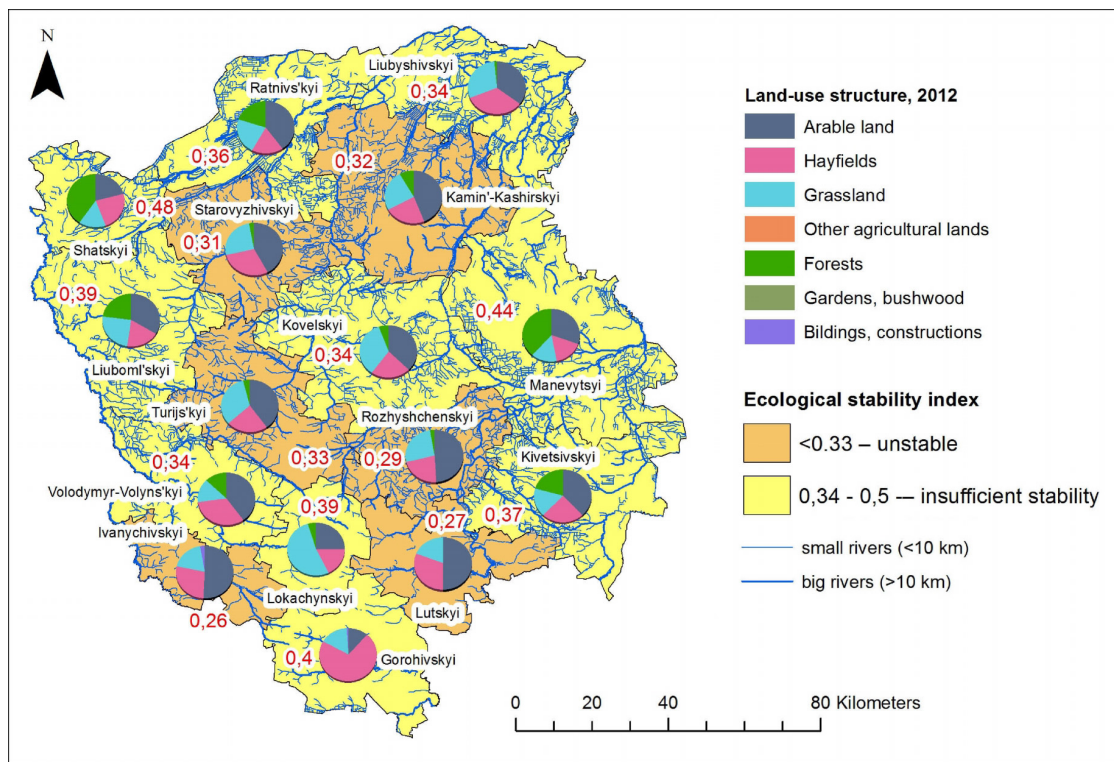 N
Liubyshivskyi
0,34
Ratnivs'kyi
0,36
0,32
Kamin'-Kashirskyi
0,48
Shatskyi
Starovyzhivskyi
0,31
0,39
Liuboml'skyi
Kovelskyi
0,34
0,44
Manevytsyi
Turijs'kyi
0,33
Rozhyshchenskyi
0,29
Kivetsivskyi
0,37
0,34
Volodymyr-Volyns'kyi
0,39
Lokachynskyi
0,27
Lutskyi
Ivanychivskyi
0,26
0,4
Gorohivskyi
Land-use structure, 2012
Arable land
Hayfields
Grassland
Other agricultural lands
Forests
Gardens, bushwood
Bildings, constructions
Ecological stability index
<0.33 – unstable
0,34 - 0,5 –- insufficient stability
small rivers (<10 km)
big rivers (>10 km)
0 20 40 80 Kilometers